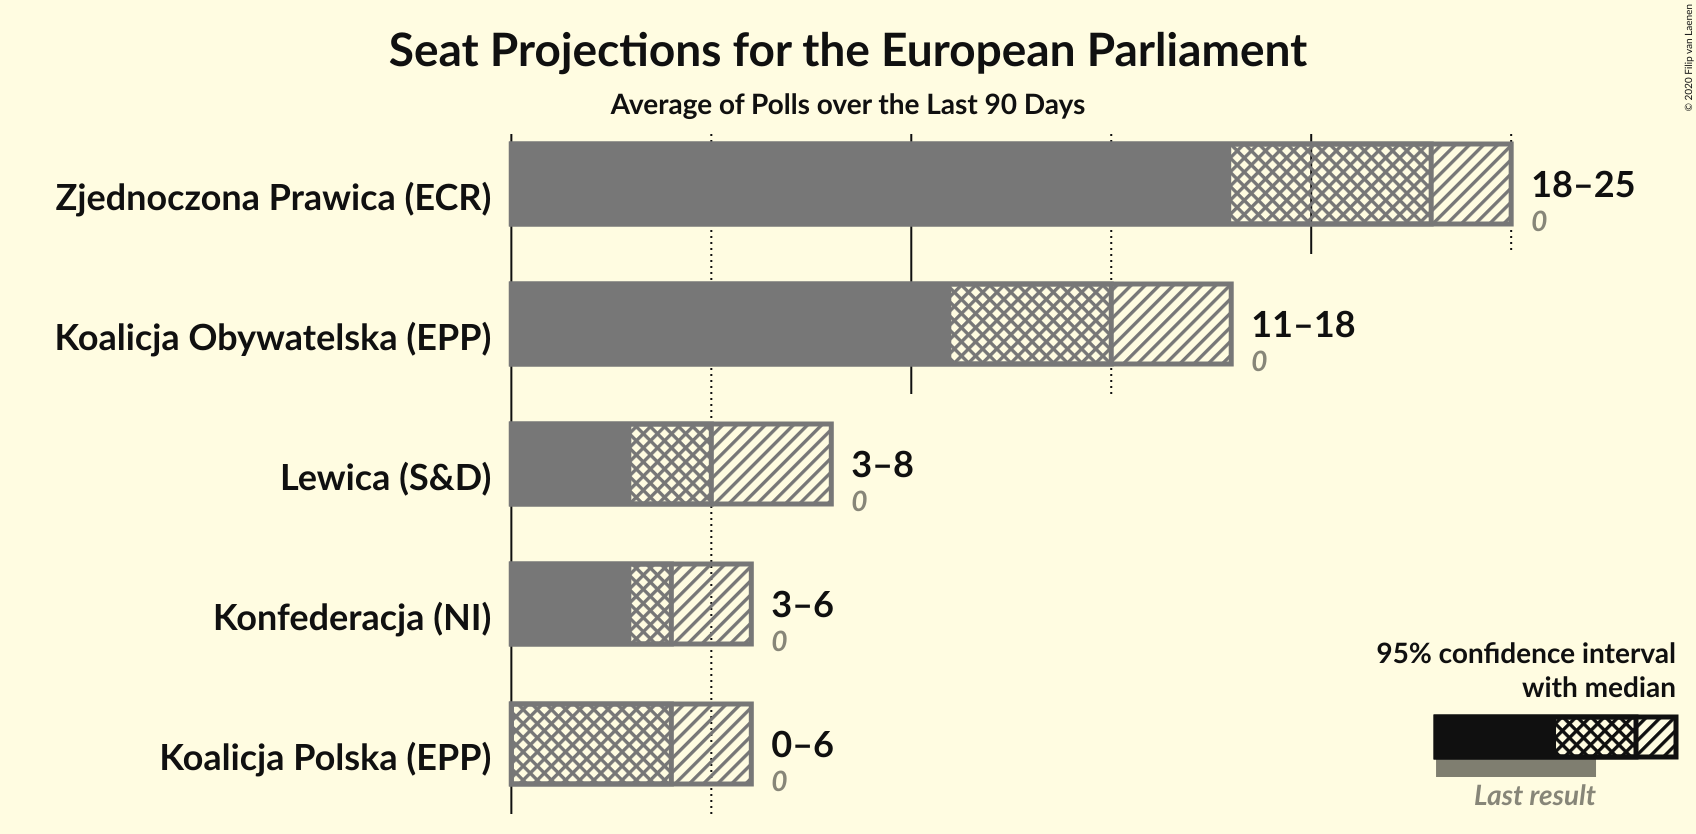 Seat Projections for the European Parliament
Average of Polls over the Last 90 Days
© 2020 Filip van Laenen
Zjednoczona Prawica (ECR)
18–25
0
Koalicja Obywatelska (EPP)
11–18
0
Lewica (S&D)
3–8
0
Konfederacja (NI)
3–6
0
Koalicja Polska (EPP)
0–6
0
95% confidence interval
with median
Last result